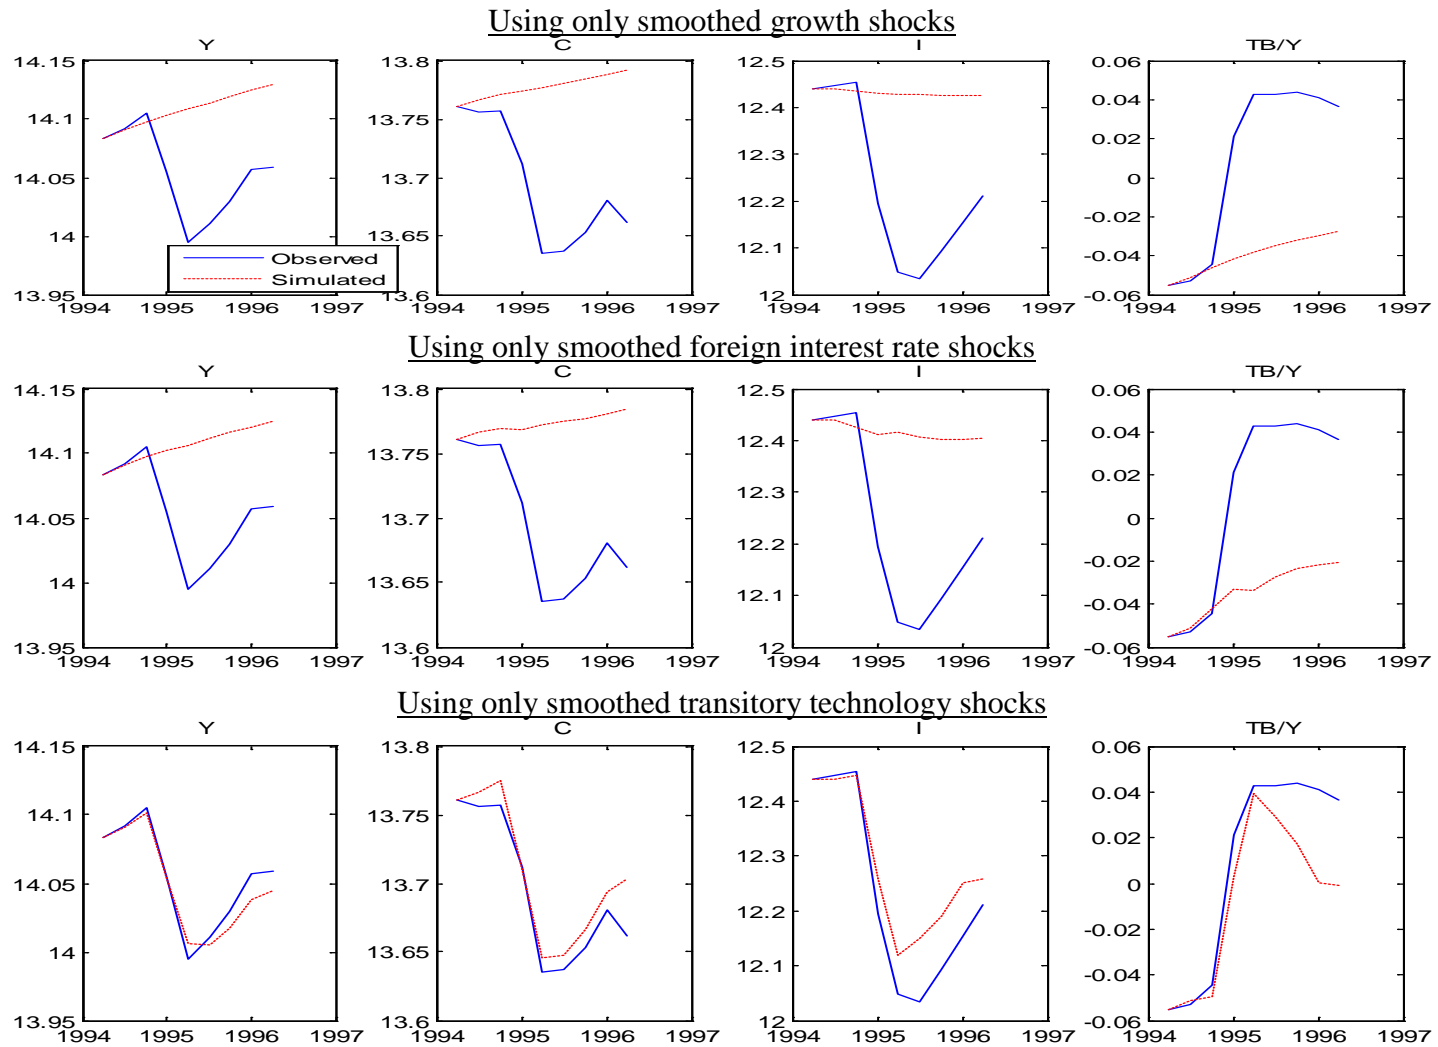 Using only smoothed growth shocks
Y C I TB/Y
14.15 13.8 12.5 0.06
14.1 13.75 12.4 0.04
14.05 13.7 12.3 0.02
14 13.65 12.2 0
13.95 13.6 12.1 -0.02
12 -0.04
-0.06
Observed
Simulated
1994 1995 1996 1997 1994 1995 1996 1997 1994 1995 1996 1997 1994 1995 1996 1997
Using only smoothed foreign interest rate shocks
Y C I TB/Y
14.15 13.8 12.5 0.06
14.1 13.75 12.4 0.04
14.05 13.7 12.3 0.02
14 13.65 12.2 0
13.95 13.6 12.1 -0.02
12 -0.04
-0.06
1994 1995 1996 1997 1994 1995 1996 1997 1994 1995 1996 1997 1994 1995 1996 1997
Using only smoothed transitory technology shocks
Y C I TB/Y
14.15 13.8 12.5 0.06
14.1 13.75 12.4 0.04
14.05 13.7 12.3 0.02
14 13.65 12.2 0
13.95 13.6 12.1 -0.02
12 -0.04
-0.06
1994 1995 1996 1997 1994 1995 1996 1997 1994 1995 1996 1997 1994 1995 1996 1997